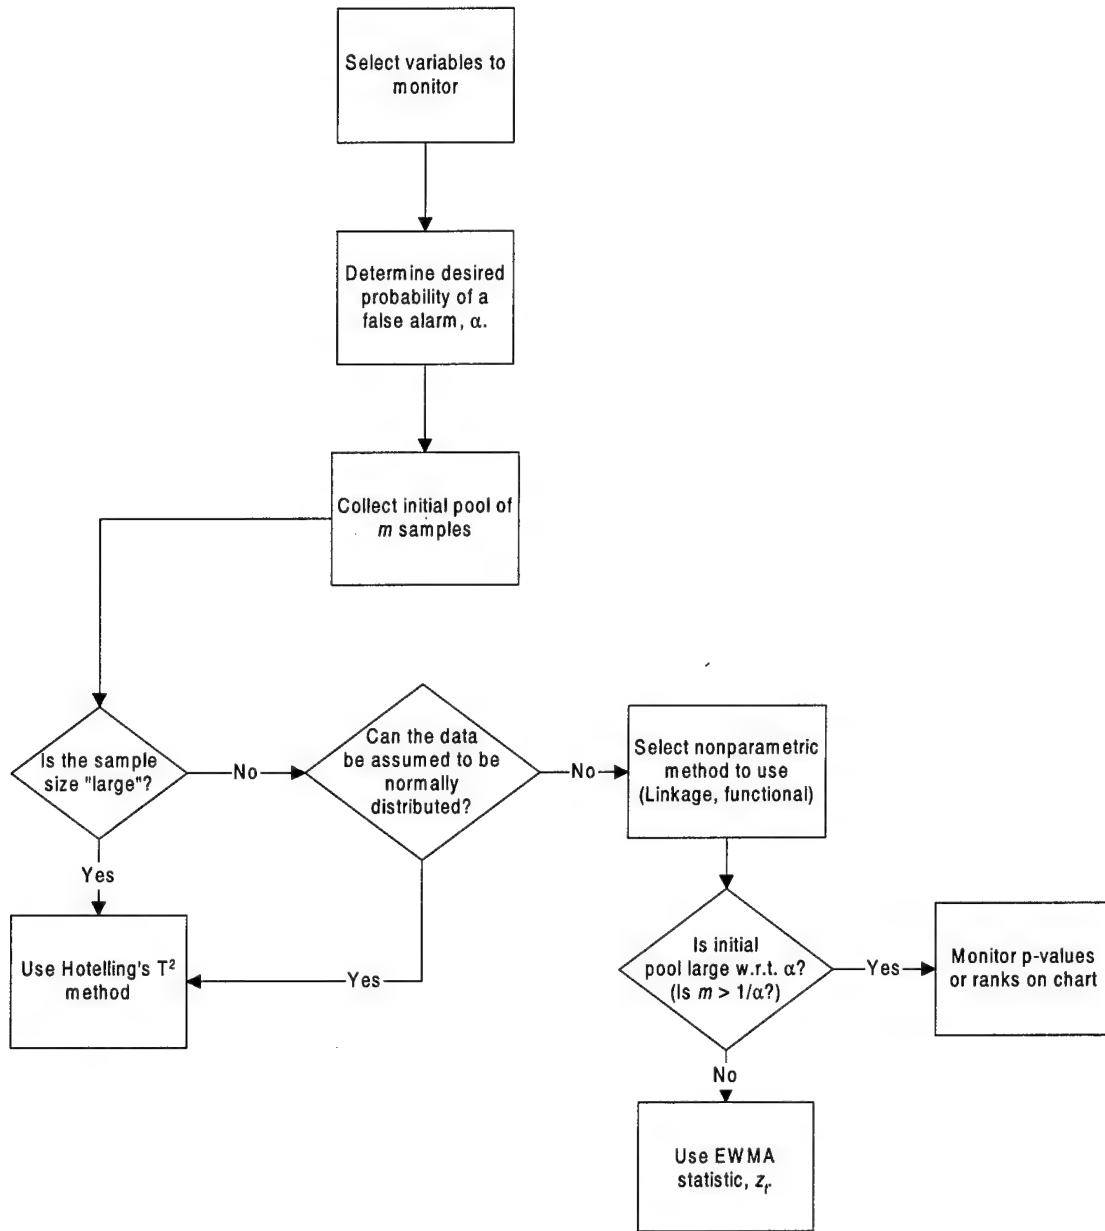 Select variables to
monitor
Determine desired
probability of a
false alarm, α.
Collect initial pool of
m samples
Is the sample
size "large"?
No
Can the data
be assumed to be
normally
distributed?
No
Select nonparametric
method to use
(Linkage, functional)
Yes
Use Hotelling's T²
method
Yes
Is initial
pool large w.r.t. α?
(Is m > 1/α?)
Yes
Monitor p-values
or ranks on chart
No
Use EWMA
statistic,